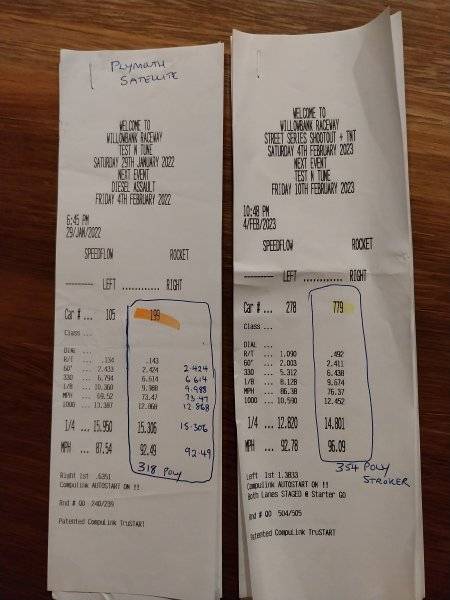 PLYMOUTH
SATELLITE
WELCOME TO
WILLOWBANK RACEWAY
TEST N TUNE
SATURDAY 29TH JANUARY 2022
NEXT EVENT
DIESEL ASSAULT
FRIDAY 4TH FEBRUARY 2022
6:45 PM
29/JAN/2022
SPEEDFLOW ROCKET
-------- LEFT ............ RIGHT
Car # ... 105 199
Class ...
DIAL ...
R/T ... .134 .143
60' ... 2.433 2.424 2.424
330 ... 6.794 6.614 6.614
1/8 ... 10.360 9.988 9.988
MPH ... 69.52 73.47 73.47
1000 ... 13.387 12.868 12.868
1/4 ... 15.950 15.306 15.306
MPH ... 87.54 92.49 92.49
318 POLY
Right 1st .6351
Compulink AUTOSTART ON !!
Rnd # QD 240/239
Patented CompuLink TruSTART
WELCOME TO
WILLOWBANK RACEWAY
STREET SERIES SHOOTOUT + TNT
SATURDAY 4TH FEBRUARY 2023
NEXT EVENT
TEST N TUNE
FRIDAY 10TH FEBRUARY 2023
10:48 PM
4/FEB/2023
SPEEDFLOW ROCKET
-------- LEFT ............ RIGHT
Car # ... 278 779
Class ...
DIAL ...
R/T ... 1.090 .492
60' ... 2.003 2.411
330 ... 5.312 6.438
1/8 ... 8.128 9.674
MPH ... 86.38 76.37
1000 ... 10.590 12.452
1/4 ... 12.820 14.801
MPH ... 92.78 96.09
354 POLY
STROKER
Left 1st 1.3833
Compulink AUTOSTART ON !!
Both Lanes STAGED @ Starter GO
Rnd # QD 504/505
Patented CompuLink TruSTART